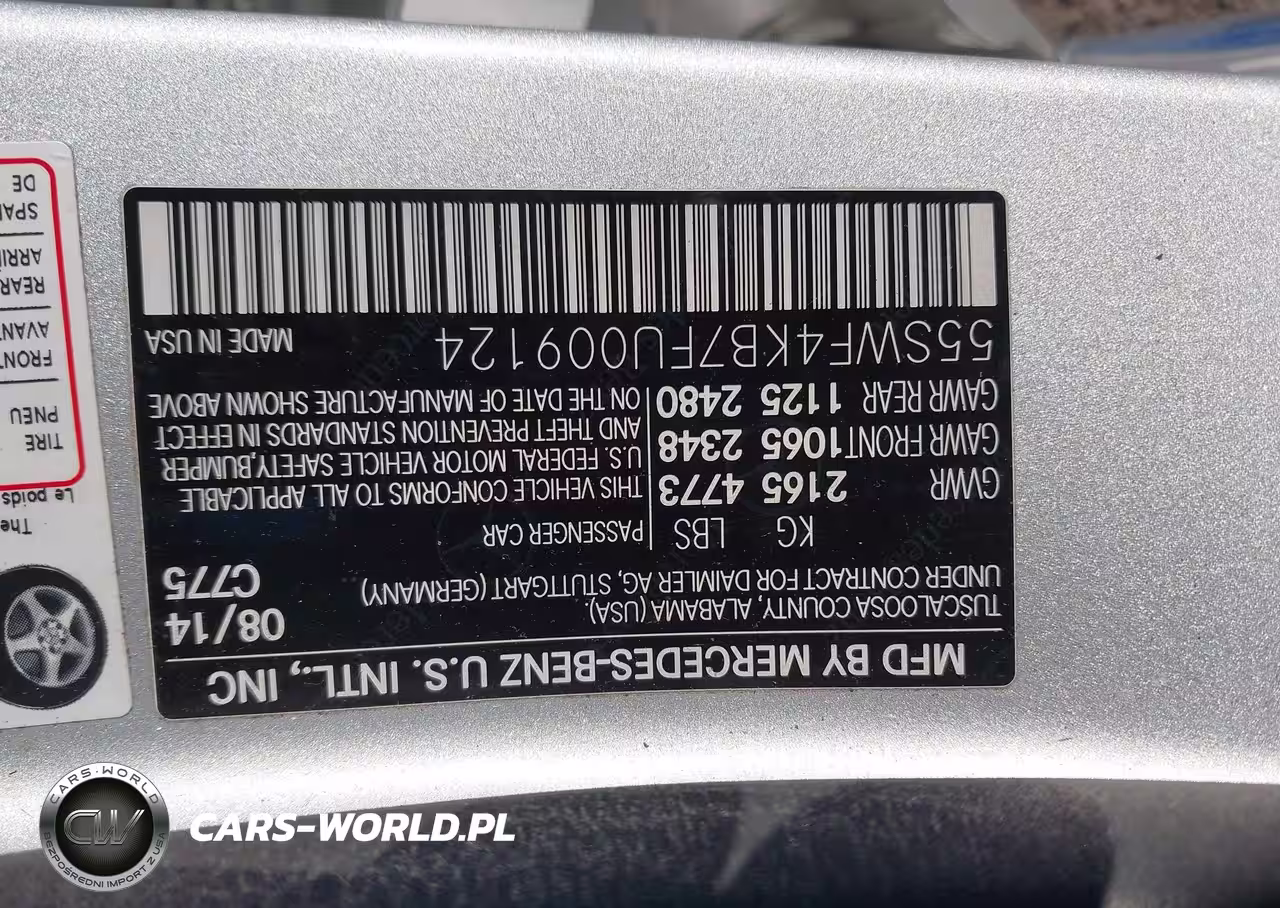 MFD BY MERCEDES-BENZ U.S. INTL., INC
TUSCALOOSA COUNTY, ALABAMA (USA).
UNDER CONTRACT FOR DAIMLER AG, STUTTGART (GERMANY)
08/14
C775
KG LBS
GVWR 2165 4773
GAWR FRONT 1065 2348
GAWR REAR 1125 2480
PASSENGER CAR
THIS VEHICLE CONFORMS TO ALL APPLICABLE
U.S. FEDERAL MOTOR VEHICLE SAFETY,BUMPER
AND THEFT PREVENTION STANDARDS IN EFFECT
ON THE DATE OF MANUFACTURE SHOWN ABOVE
55SWF4KB7FU009124 MADE IN USA
The
Le poids
TIRE
PNEU
FRONT
AVANT
REAR
DE
CARS-WORLD
CW
BEZPOŚREDNI IMPORT Z USA
CARS-WORLD.PL